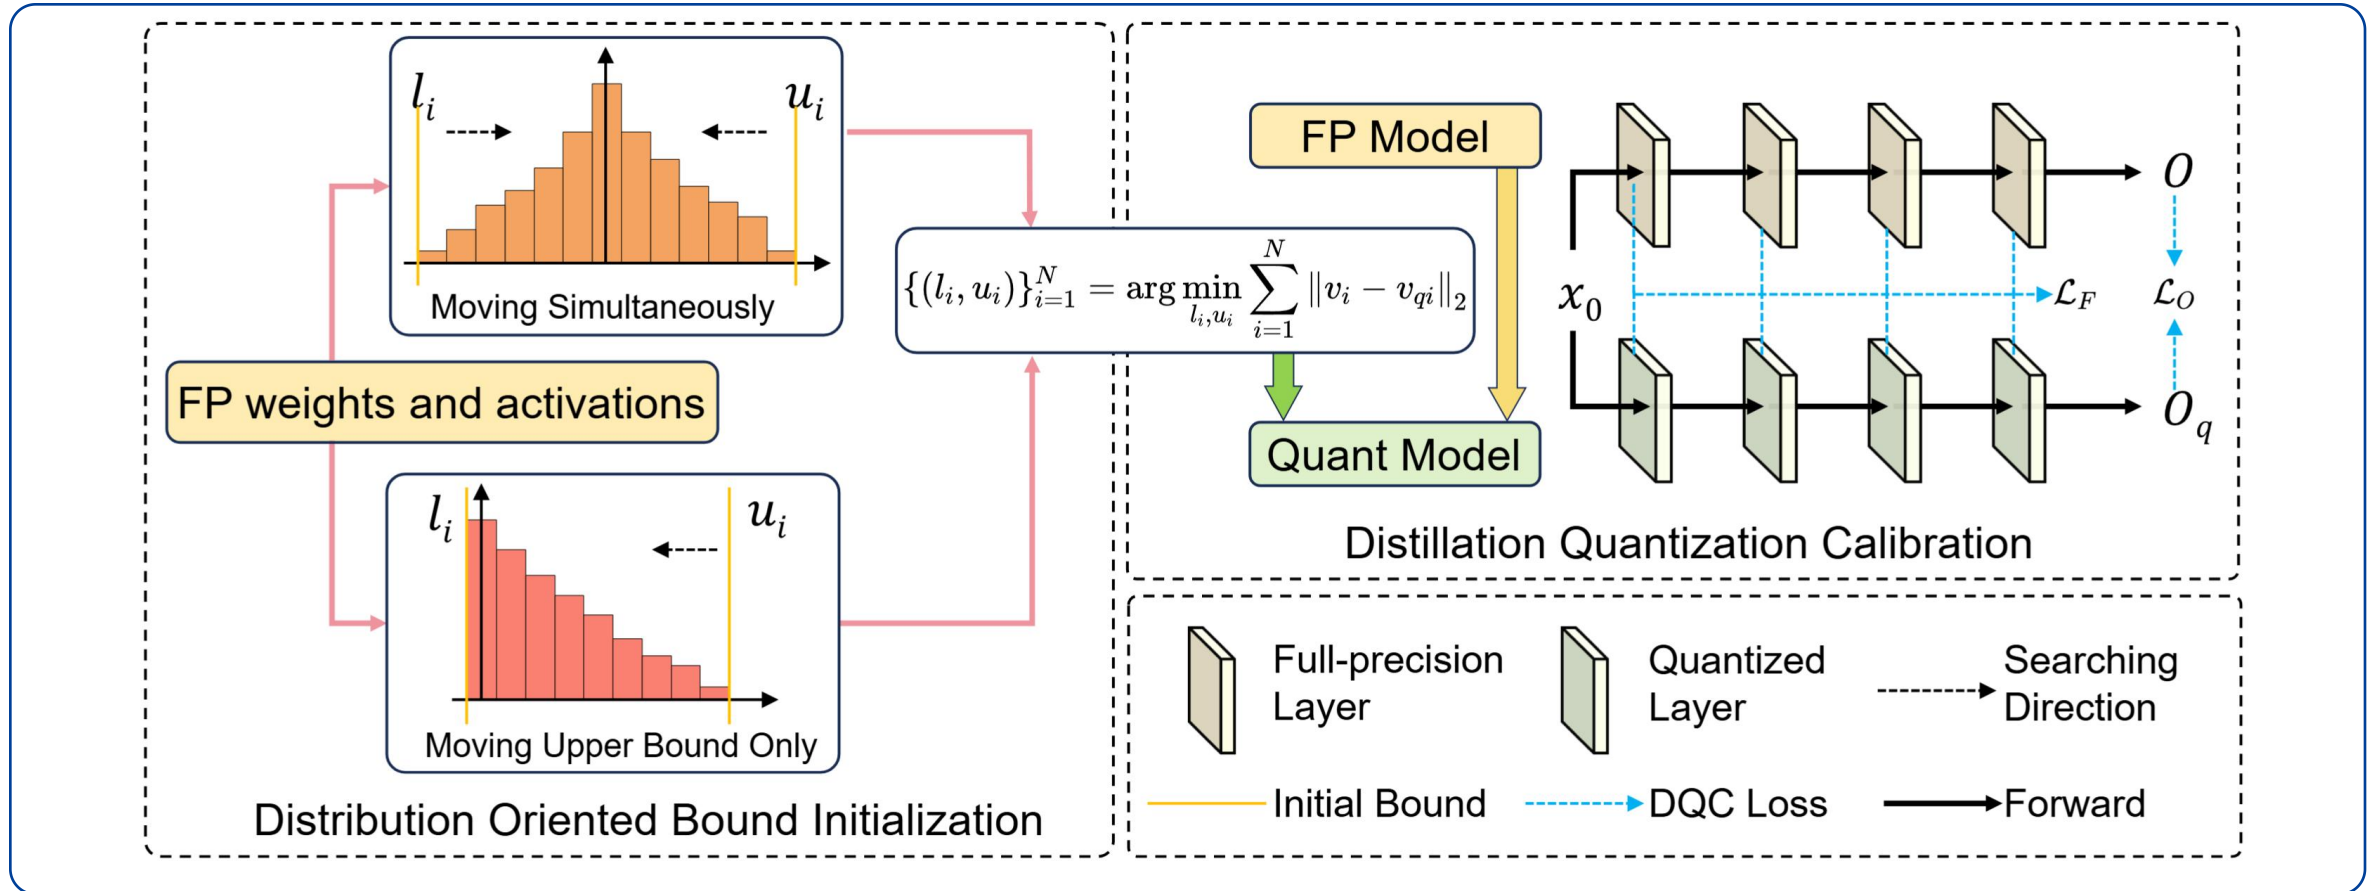 l_i
u_i
Moving Simultaneously
FP weights and activations
l_i
u_i
Moving Upper Bound Only
Distribution Oriented Bound Initialization
{(l_i, u_i)}_{i=1}^N = arg min_{l_i,u_i} ∑_{i=1}^N ‖v_i − v_{qi}‖_2
FP Model
Quant Model
x_0
O
ℒ_F
ℒ_O
O_q
Distillation Quantization Calibration
Full-precision
Layer
Quantized
Layer
Searching
Direction
Initial Bound
DQC Loss
Forward